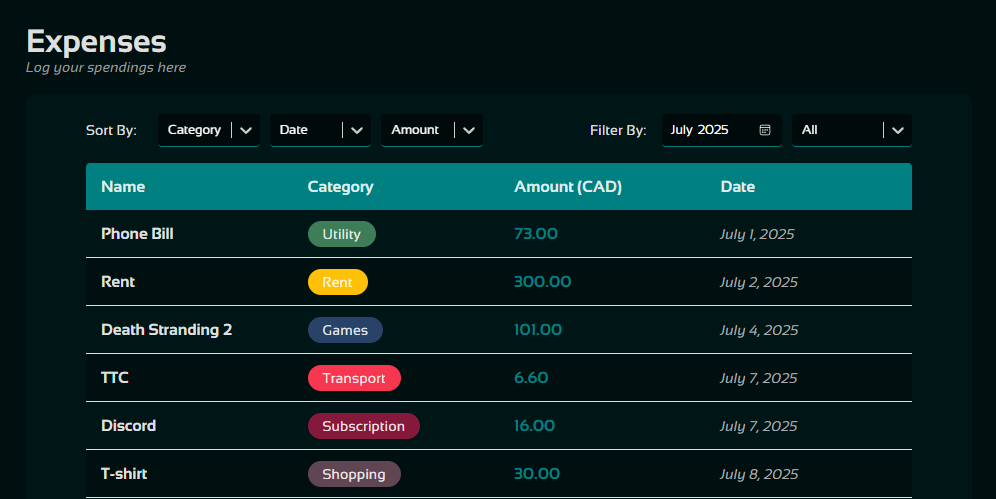 Expenses
Log your spendings here
Sort By: Category Date Amount Filter By: July 2025 All
Name Category Amount (CAD) Date
Phone Bill Utility 73.00 July 1, 2025
Rent Rent 300.00 July 2, 2025
Death Stranding 2 Games 101.00 July 4, 2025
TTC Transport 6.60 July 7, 2025
Discord Subscription 16.00 July 7, 2025
T-shirt Shopping 30.00 July 8, 2025